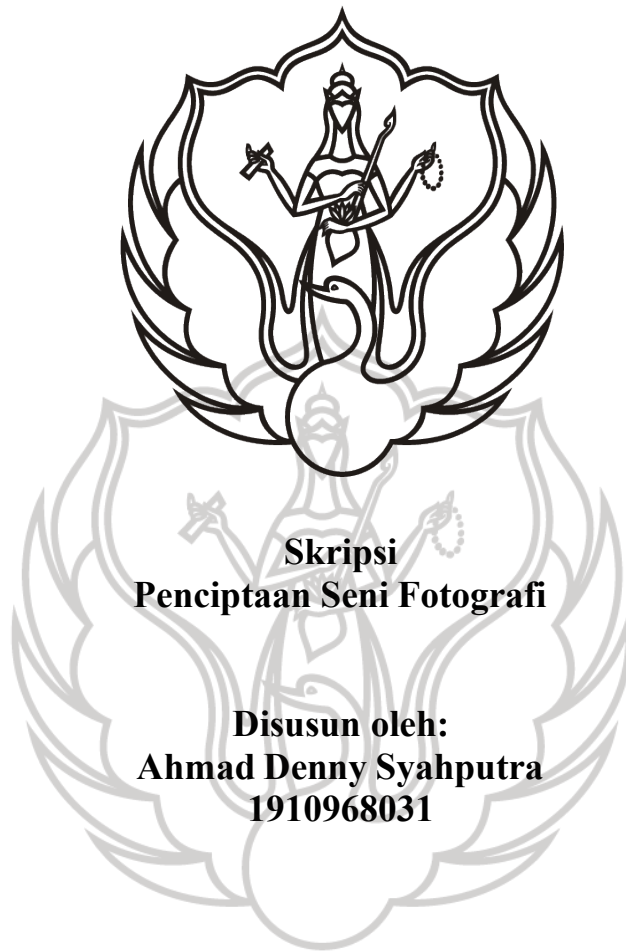 Skripsi
Penciptaan Seni Fotografi
Disusun oleh:
Ahmad Denny Syahputra
1910968031